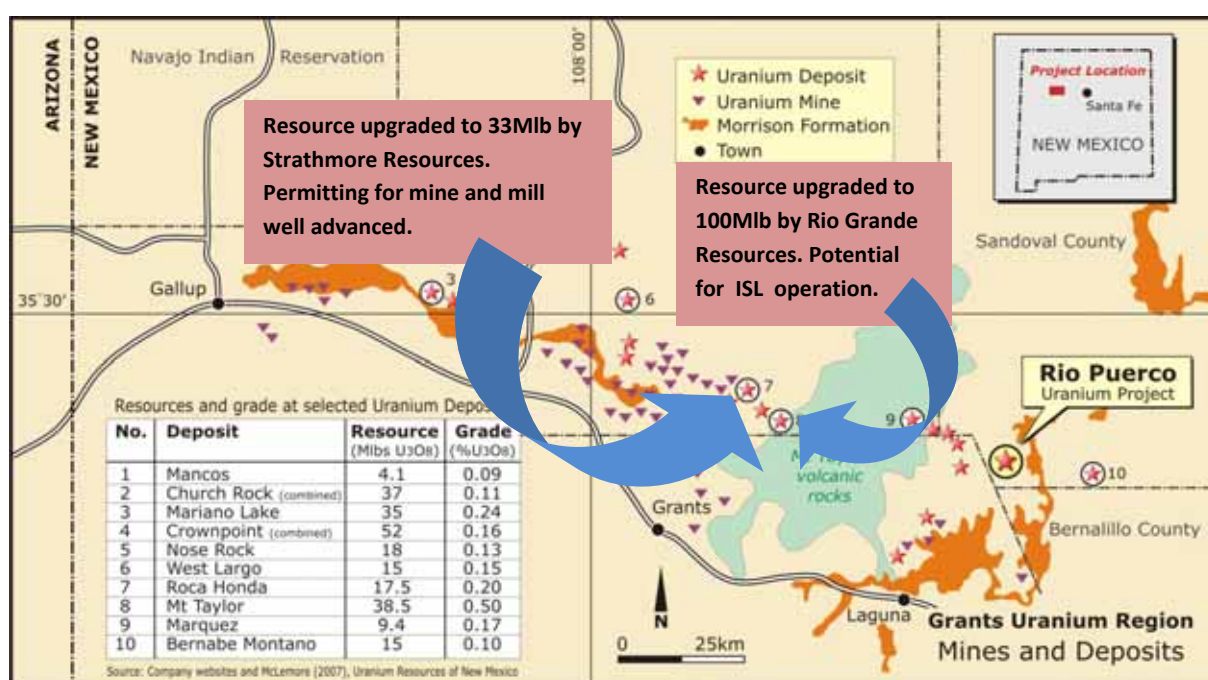 ARIZONA
NEW MEXICO
Navajo Indian Reservation
108°00'
Uranium Deposit
Uranium Mine
Morrison Formation
Town
Project Location
Santa Fe
NEW MEXICO
Resource upgraded to 33Mlb by
Strathmore Resources.
Permitting for mine and mill
well advanced.
Resource upgraded to
100Mlb by Rio Grande
Resources. Potential
for ISL operation.
Sandoval County
35°30'
Gallup
3
6
7
9
10
Rio Puerco
Uranium Project
volcanic
rocks
Grants
Bernalillo County
Laguna
N
0 25km
Grants Uranium Region
Mines and Deposits
Resources and grade at selected Uranium
No. Deposit Resource Grade
(Mlbs U3O8) (%U3O8)
1 Mancos 4.1 0.09
2 Church Rock (combined) 37 0.11
3 Mariano Lake 35 0.24
4 Crownpoint (combined) 52 0.16
5 Nose Rock 18 0.13
6 West Largo 15 0.15
7 Roca Honda 17.5 0.20
8 Mt Taylor 38.5 0.50
9 Marquez 9.4 0.17
10 Bernabe Montano 15 0.10
Source: Company websites and McLemore (2007), Uranium Resources of New Mexico